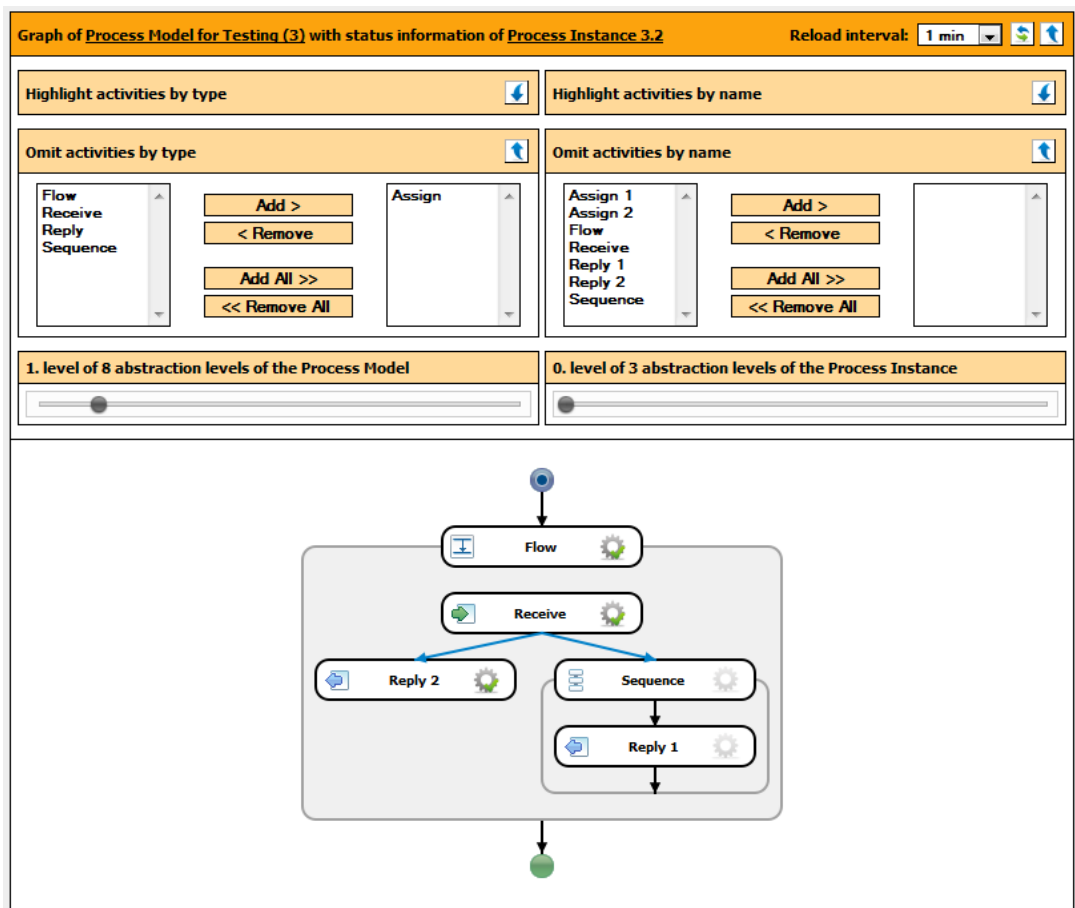 Graph of Process Model for Testing (3) with status information of Process Instance 3.2
Reload interval: 1 min
Highlight activities by type
Highlight activities by name
Omit activities by type
Flow
Receive
Reply
Sequence
Add >
< Remove
Add All >>
<< Remove All
Assign
Omit activities by name
Assign 1
Assign 2
Flow
Receive
Reply 1
Reply 2
Sequence
Add >
< Remove
Add All >>
<< Remove All
1. level of 8 abstraction levels of the Process Model
0. level of 3 abstraction levels of the Process Instance
Flow
Receive
Reply 2
Sequence
Reply 1